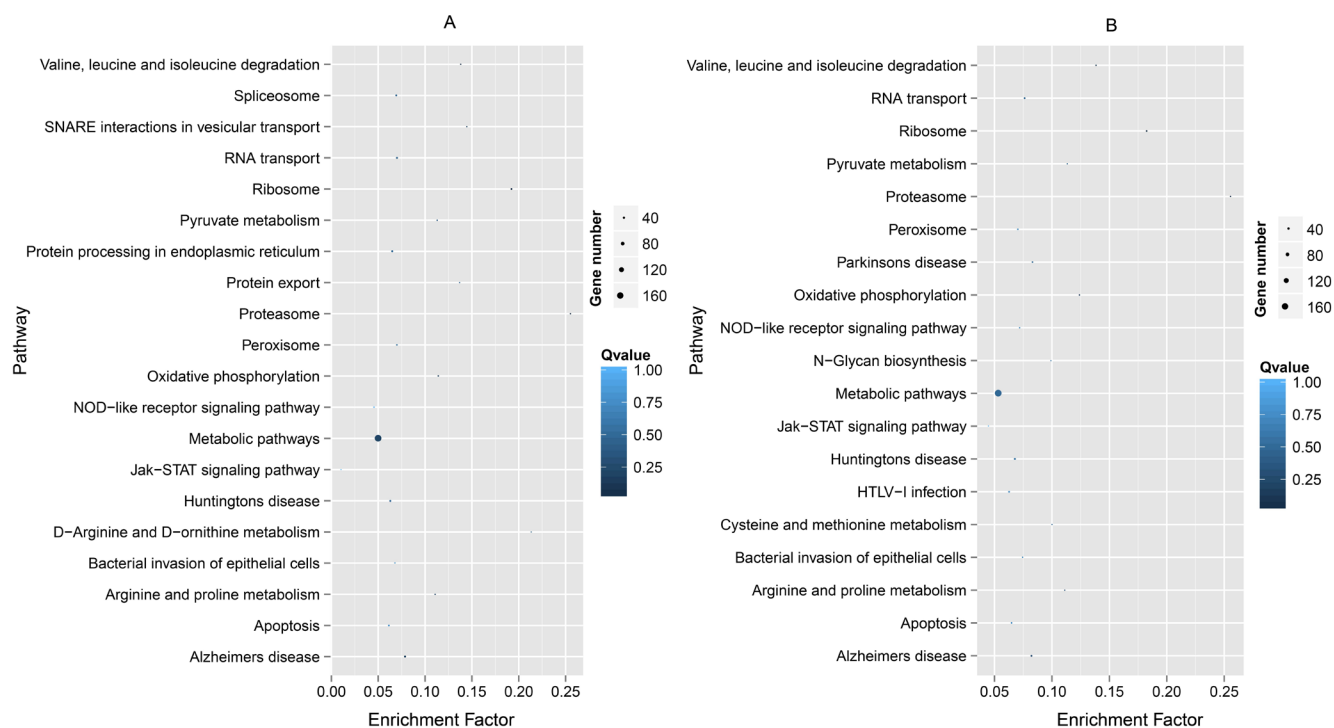 A
Valine, leucine and isoleucine degradation
Spliceosome
SNARE interactions in vesicular transport
RNA transport
Ribosome
Pyruvate metabolism
Protein processing in endoplasmic reticulum
Protein export
Proteasome
Peroxisome
Oxidative phosphorylation
NOD−like receptor signaling pathway
Metabolic pathways
Jak−STAT signaling pathway
Huntingtons disease
D−Arginine and D−ornithine metabolism
Bacterial invasion of epithelial cells
Arginine and proline metabolism
Apoptosis
Alzheimers disease
Pathway
0.00 0.05 0.10 0.15 0.20 0.25
Enrichment Factor
Gene number
40
80
120
160
Qvalue
1.00
0.75
0.50
0.25
B
Valine, leucine and isoleucine degradation
RNA transport
Ribosome
Pyruvate metabolism
Proteasome
Peroxisome
Parkinsons disease
Oxidative phosphorylation
NOD−like receptor signaling pathway
N−Glycan biosynthesis
Metabolic pathways
Jak−STAT signaling pathway
Huntingtons disease
HTLV−I infection
Cysteine and methionine metabolism
Bacterial invasion of epithelial cells
Arginine and proline metabolism
Apoptosis
Alzheimers disease
Pathway
0.05 0.10 0.15 0.20 0.25
Enrichment Factor
Gene number
40
80
120
160
Qvalue
1.00
0.75
0.50
0.25